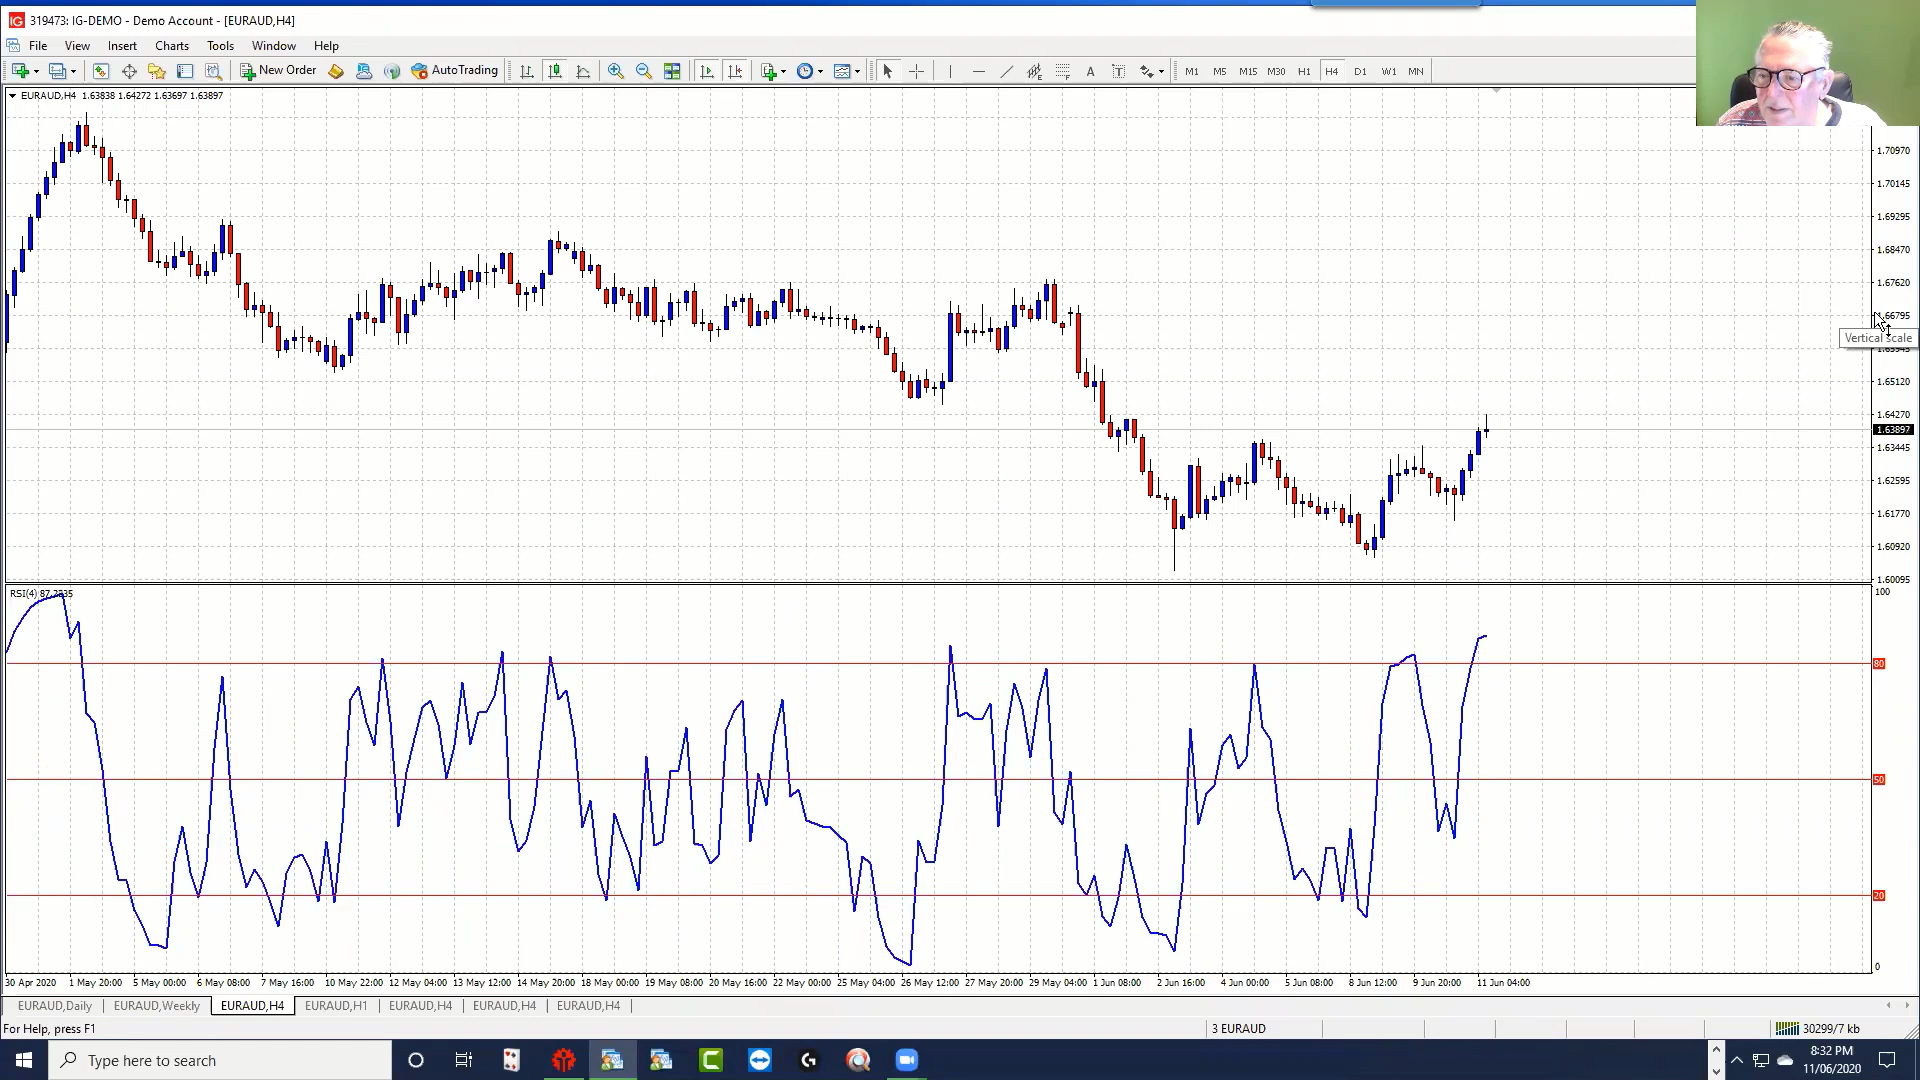 IG 319473: IG-DEMO - Demo Account - [EURAUD,H4]
File View Insert Charts Tools Window Help
New Order AutoTrading A T M1 M5 M15 M30 H1 H4 D1 W1 MN
EURAUD,H4 1.63838 1.64272 1.63697 1.63897
1.70970
1.70145
1.69295
1.68470
1.67620
1.66795
Vertical scale
1.65120
1.64270
1.63897
1.63445
1.62595
1.61770
1.60920
1.60095
RSI(4) 87.2835
100
80
50
20
0
30 Apr 2020 1 May 20:00 5 May 00:00 6 May 08:00 7 May 16:00 10 May 22:00 12 May 04:00 13 May 12:00 14 May 20:00 18 May 00:00 19 May 08:00 20 May 16:00 22 May 00:00 25 May 04:00 26 May 12:00 27 May 20:00 29 May 04:00 1 Jun 08:00 2 Jun 16:00 4 Jun 00:00 5 Jun 08:00 8 Jun 12:00 9 Jun 20:00 11 Jun 04:00
EURAUD,Daily EURAUD,Weekly EURAUD,H4 EURAUD,H1 EURAUD,H4 EURAUD,H4 EURAUD,H4
For Help, press F1 3 EURAUD 30299/7 kb
Type here to search
8:32 PM
11/06/2020